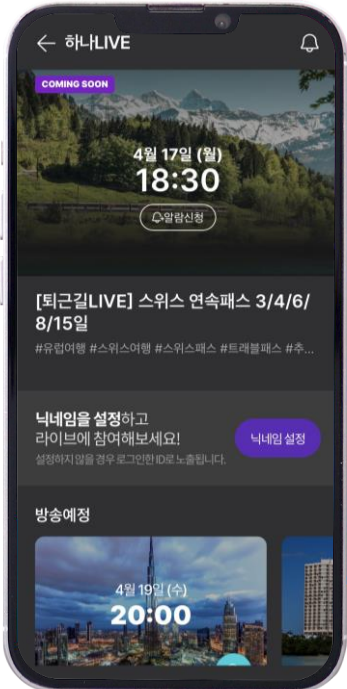 하나LIVE
COMING SOON
4월 17일 (월)
18:30
알람신청
[퇴근길LIVE] 스위스 연속패스 3/4/6/
8/15일
#유럽여행 #스위스여행 #스위스패스 #트래블패스 #추...
닉네임을 설정하고
라이브에 참여해보세요!
설정하지 않을 경우 로그인한 ID로 노출됩니다.
닉네임 설정
방송예정
4월 19일 (수)
20:00